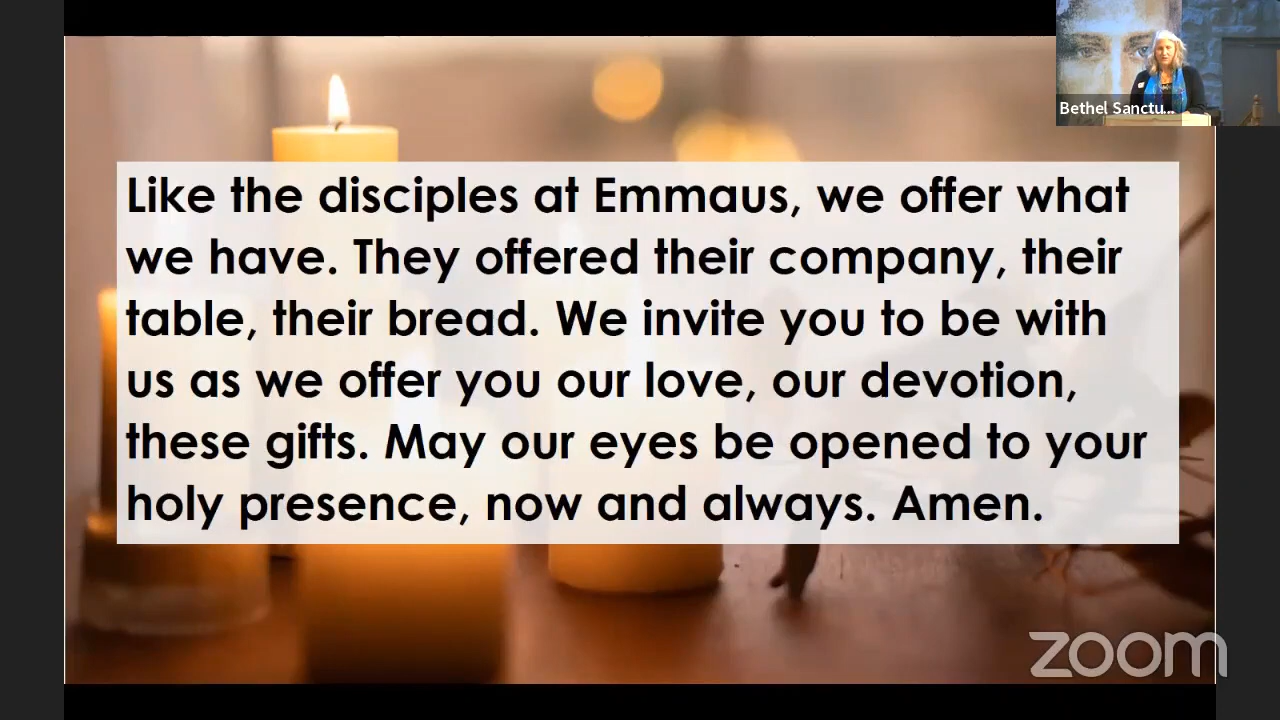 Bethel Sanctu...
Like the disciples at Emmaus, we offer what
we have. They offered their company, their
table, their bread. We invite you to be with
us as we offer you our love, our devotion,
these gifts. May our eyes be opened to your
holy presence, now and always. Amen.
zoom